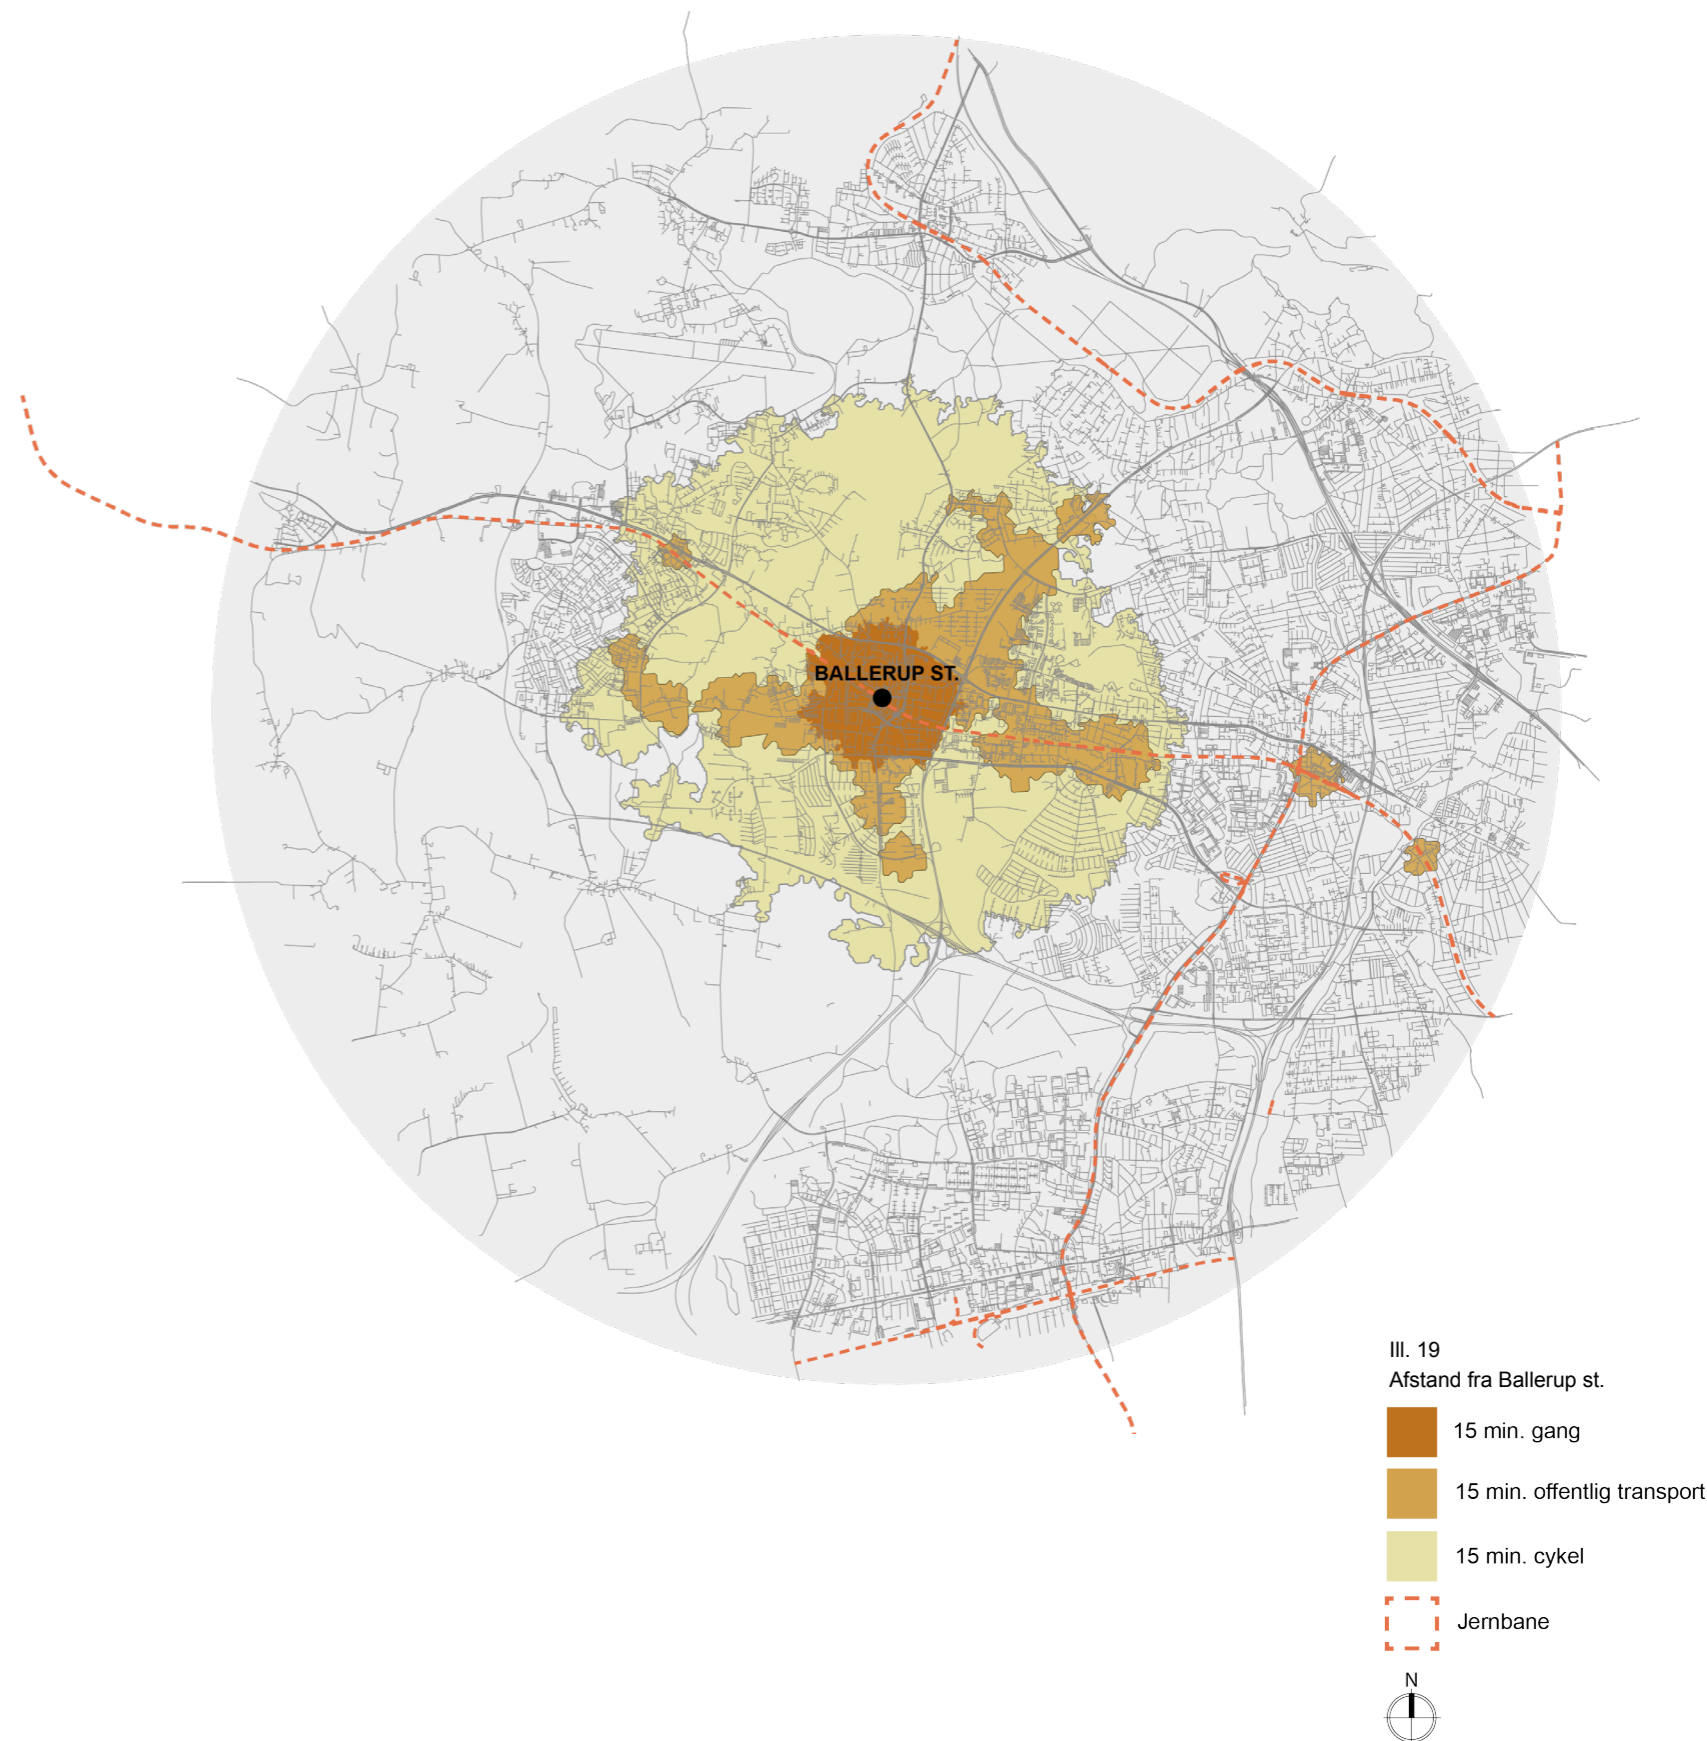 BALLERUP ST.
Ill. 19
Afstand fra Ballerup st.
15 min. gang
15 min. offentlig transport
15 min. cykel
Jernbane
N